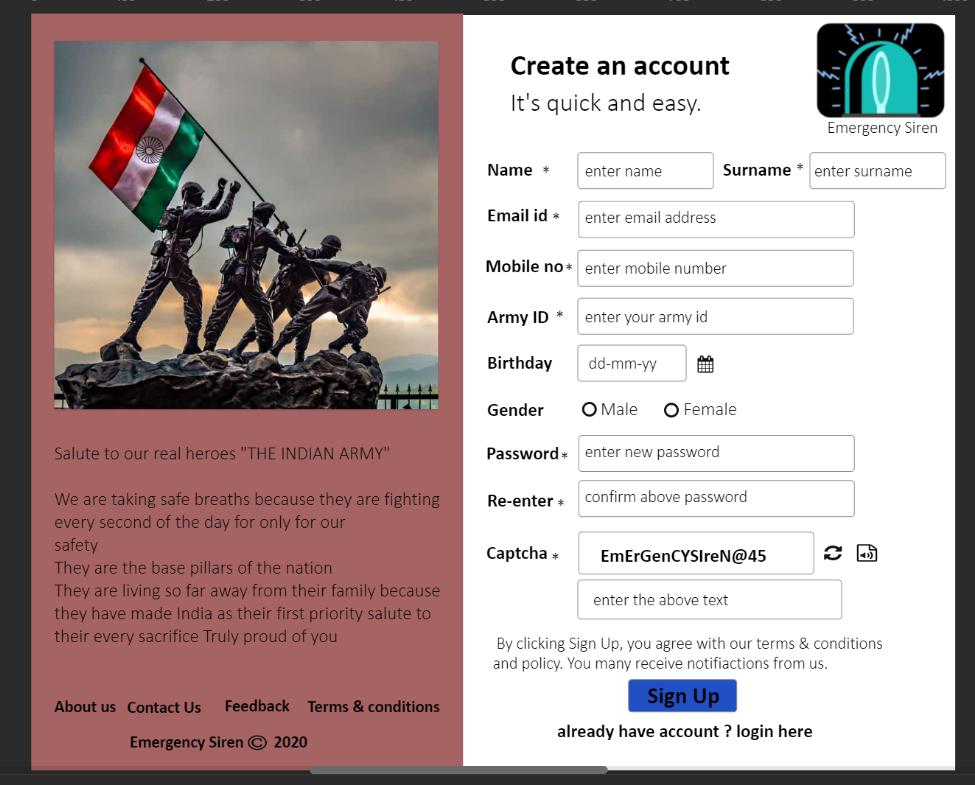 Salute to our real heroes "THE INDIAN ARMY"
We are taking safe breaths because they are fighting
every second of the day for only for our
safety
They are the base pillars of the nation
They are living so far away from their family because
they have made India as their first priority salute to
their every sacrifice Truly proud of you
About us Contact Us Feedback Terms & conditions
Emergency Siren © 2020
Create an account
It's quick and easy.
Emergency Siren
Name * enter name Surname * enter surname
Email id * enter email address
Mobile no * enter mobile number
Army ID * enter your army id
Birthday dd-mm-yy
Gender Male Female
Password * enter new password
Re-enter * confirm above password
Captcha * EmErGenCYSIreN@45
enter the above text
By clicking Sign Up, you agree with our terms & conditions
and policy. You many receive notifiactions from us.
Sign Up
already have account ? login here